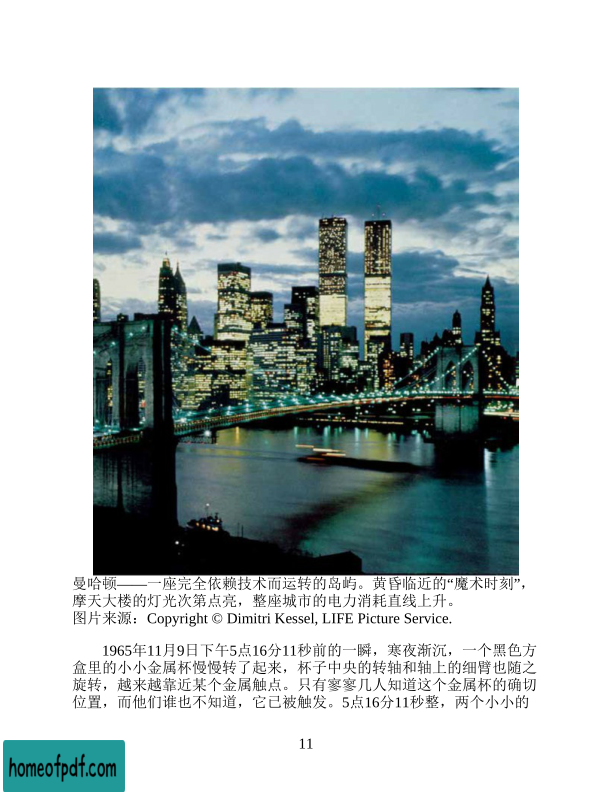 曼哈顿——一座完全依赖技术而运转的岛屿。黄昏临近的“魔术时刻”，
摩天大楼的灯光次第点亮，整座城市的电力消耗直线上升。
图片来源：Copyright © Dimitri Kessel, LIFE Picture Service.
1965年11月9日下午5点16分11秒前的一瞬，寒夜渐沉，一个黑色方
盒里的小小金属杯慢慢转了起来，杯子中央的转轴和轴上的细臂也随之
旋转，越来越靠近某个金属触点。只有寥寥几人知道这个金属杯的确切
位置，而他们谁也不知道，它已被触发。5点16分11秒整，两个小小的
11
homeofpdf.com